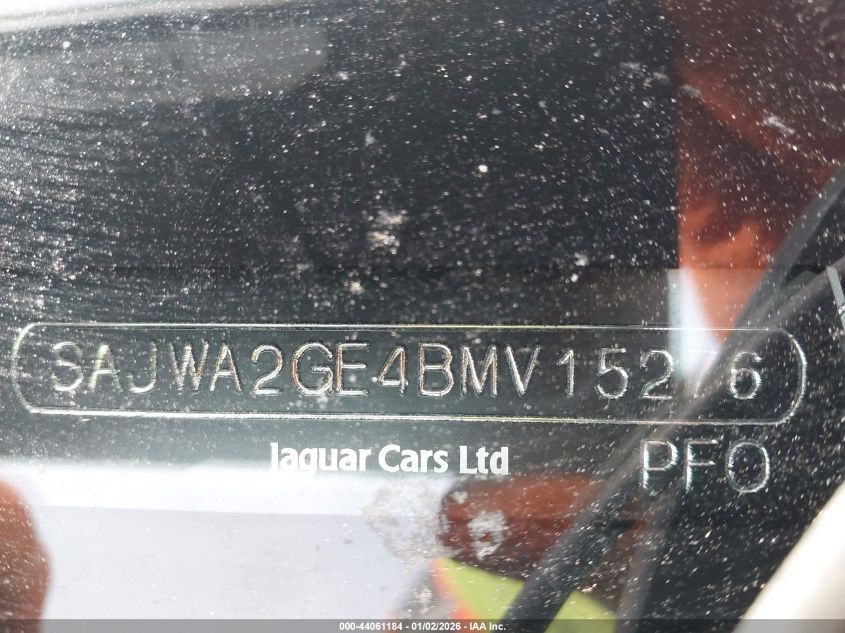 SAJWA2GE4BMV15276
Jaguar Cars Ltd
PFO
000-44061184 - 01/02/2026 - IAA Inc.